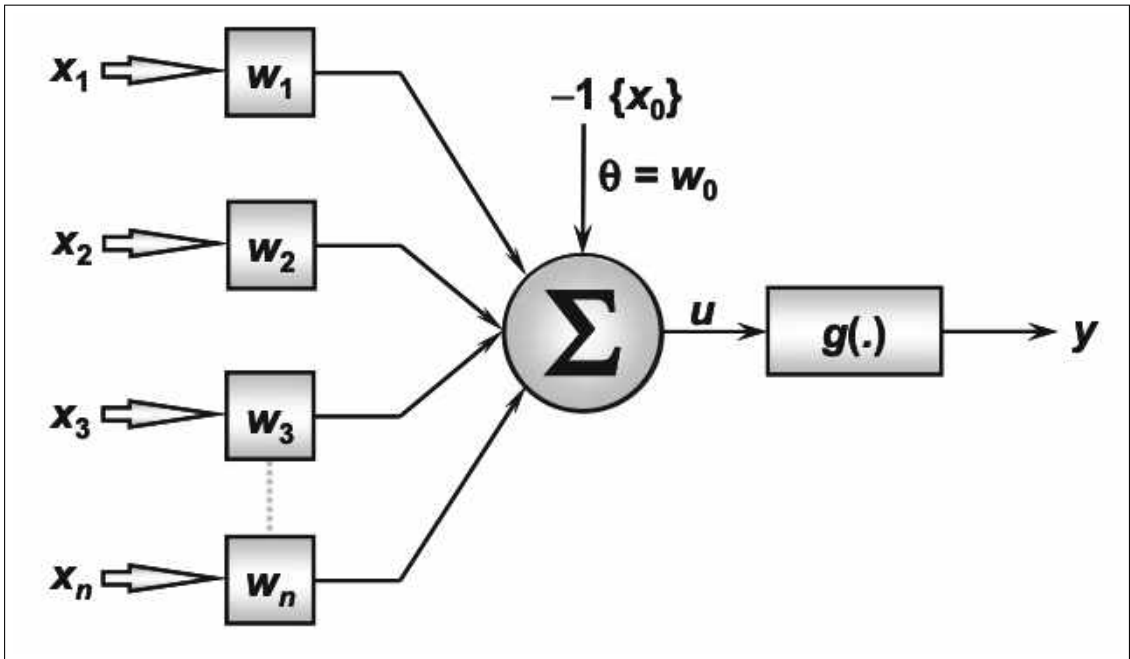 x₁ w₁
–1 {x₀}
θ = w₀
x₂ w₂
Σ u g(.) y
x₃ w₃
xₙ wₙ